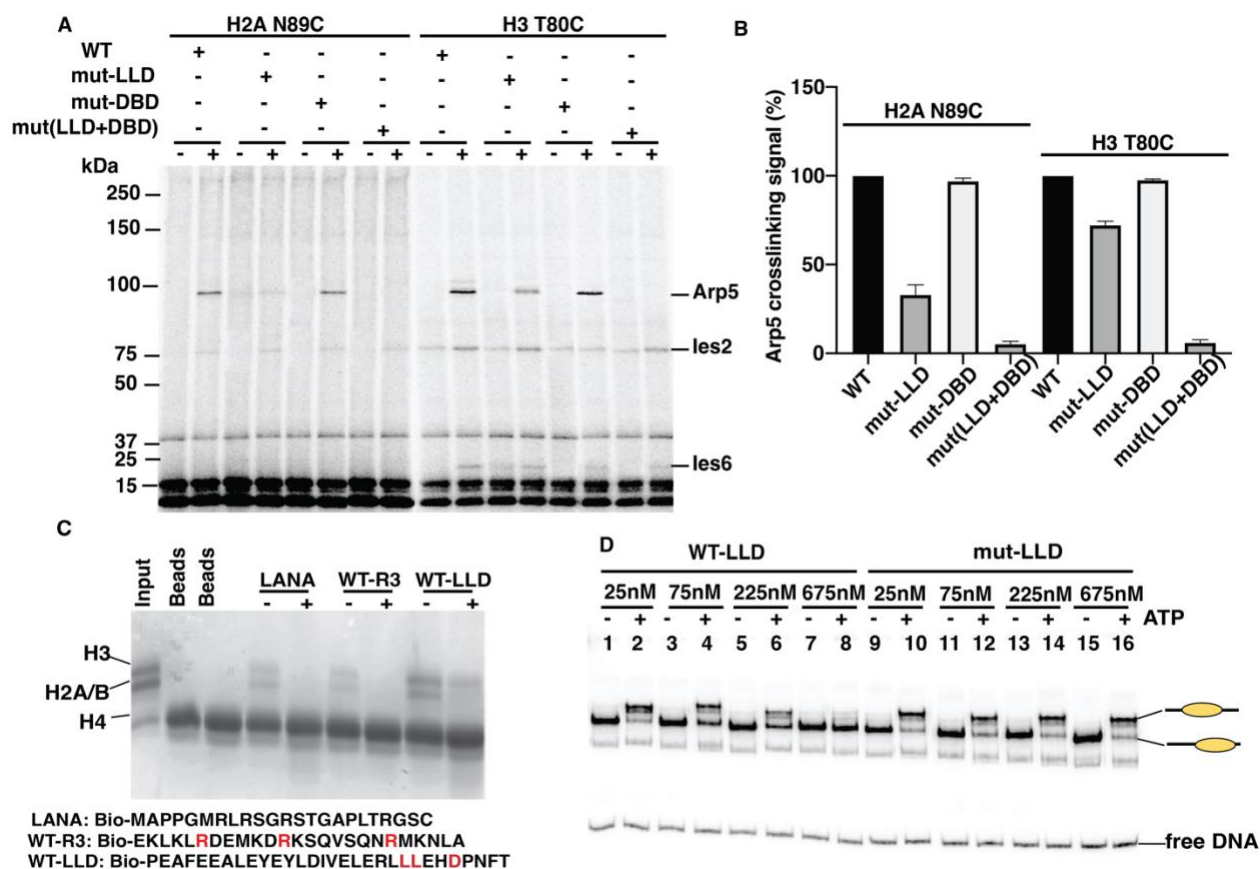 A
H2A N89C H3 T80C
WT + - - - + - - -
mut-LLD - + - - - + - -
mut-DBD - - + - - - + -
mut(LLD+DBD) - - - + - - - +
- + - + - + - + - + - + - + - +
kDa
250
150
100
75
50
37
25
15
Arp5
Ies2
Ies6
B
Arp5 crosslinking signal (%)
150
100
50
0
H2A N89C
H3 T80C
WT
mut-LLD
mut-DBD
mut(LLD+DBD)
WT
mut-LLD
mut-DBD
mut(LLD+DBD)
C
Input Beads Beads LANA WT-R3 WT-LLD
- + - + - +
H3
H2A/B
H4
LANA: Bio-MAPPGMRLRSGRSTGAPLTRGSC
WT-R3: Bio-EKLKLRDEMKDRKSQVSQNRMKNLA
WT-LLD: Bio-PEAFEEALEYEYLDIVELERLLLEHDPNFT
D
WT-LLD mut-LLD
25nM 75nM 225nM 675nM 25nM 75nM 225nM 675nM
- + - + - + - + - + - + - + - + ATP
1 2 3 4 5 6 7 8 9 10 11 12 13 14 15 16
free DNA